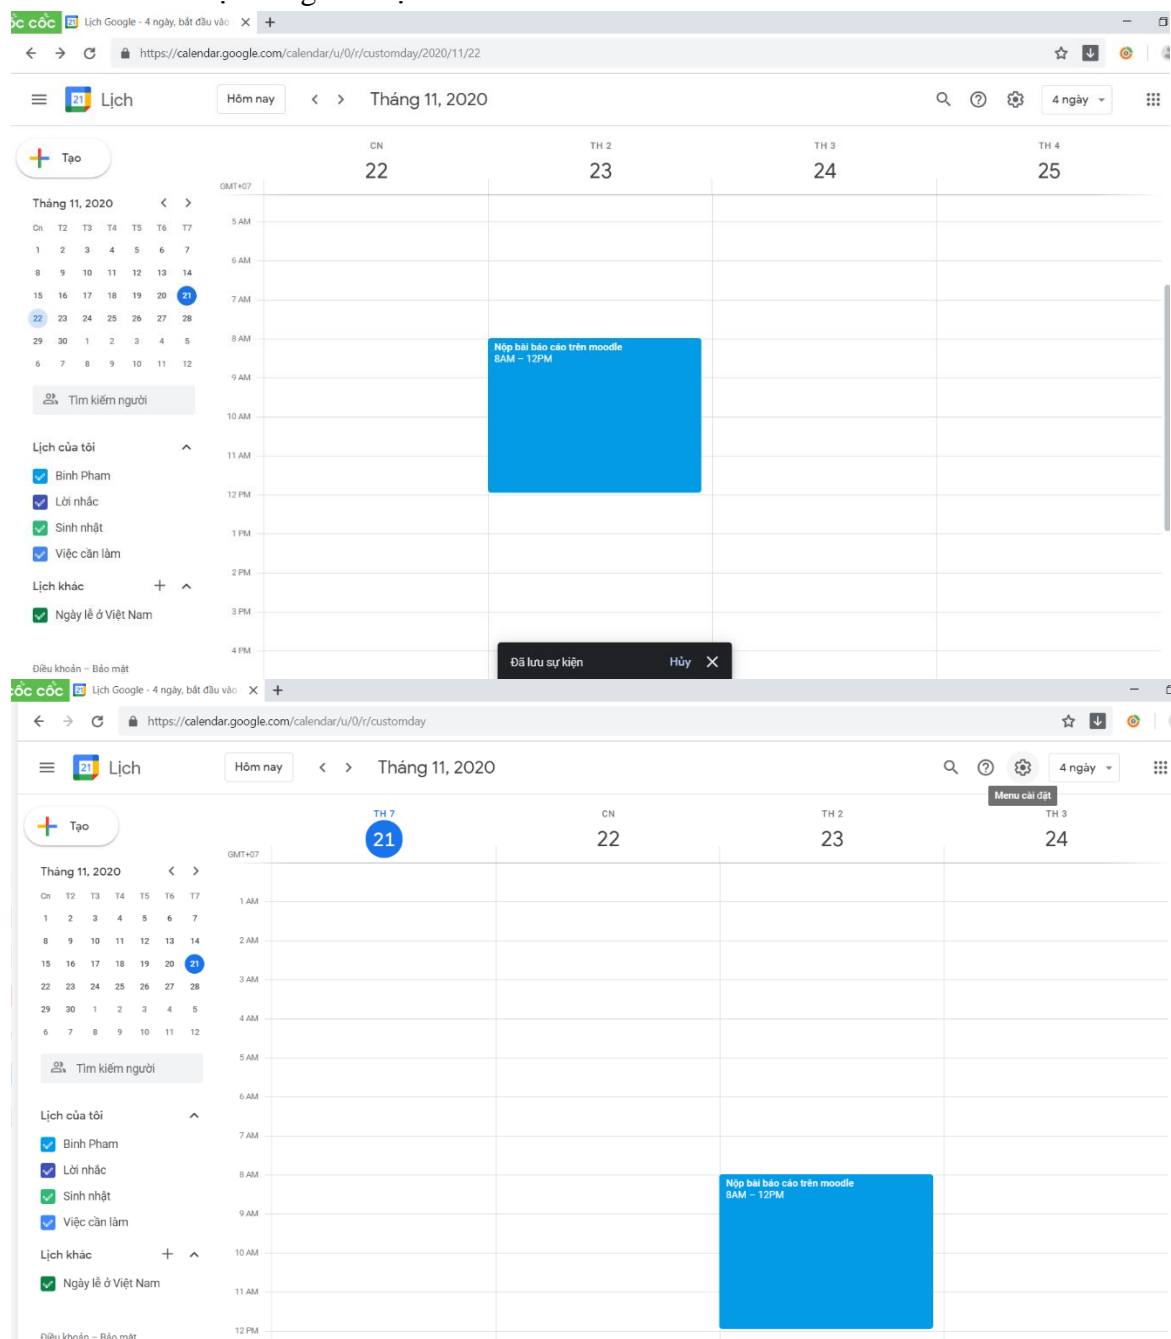 cốc cốc Lịch Google - 4 ngày, bắt đầu vào
https://calendar.google.com/calendar/u/0/r/customday/2020/11/22
21 Lịch Hôm nay Tháng 11, 2020 4 ngày
Tạo
CN TH 2 TH 3 TH 4
22 23 24 25
GMT+07
Tháng 11, 2020
Cn T2 T3 T4 T5 T6 T7
1 2 3 4 5 6 7
8 9 10 11 12 13 14
15 16 17 18 19 20 21
22 23 24 25 26 27 28
29 30 1 2 3 4 5
6 7 8 9 10 11 12
Tìm kiếm người
Lịch của tôi
Binh Pham
Lời nhắc
Sinh nhật
Việc cần làm
Lịch khác
Ngày lễ ở Việt Nam
Điều khoản – Bảo mật
5 AM
6 AM
7 AM
8 AM
9 AM
10 AM
11 AM
12 PM
1 PM
2 PM
3 PM
4 PM
Nộp bài báo cáo trên moodle
8AM – 12PM
Đã lưu sự kiện Hủy
cốc cốc Lịch Google - 4 ngày, bắt đầu vào
https://calendar.google.com/calendar/u/0/r/customday
21 Lịch Hôm nay Tháng 11, 2020 4 ngày
Menu cài đặt
Tạo
TH 7 CN TH 2 TH 3
21 22 23 24
GMT+07
Tháng 11, 2020
Cn T2 T3 T4 T5 T6 T7
1 2 3 4 5 6 7
8 9 10 11 12 13 14
15 16 17 18 19 20 21
22 23 24 25 26 27 28
29 30 1 2 3 4 5
6 7 8 9 10 11 12
Tìm kiếm người
Lịch của tôi
Binh Pham
Lời nhắc
Sinh nhật
Việc cần làm
Lịch khác
Ngày lễ ở Việt Nam
Điều khoản – Bảo mật
1 AM
2 AM
3 AM
4 AM
5 AM
6 AM
7 AM
8 AM
9 AM
10 AM
11 AM
12 PM
Nộp bài báo cáo trên moodle
8AM – 12PM